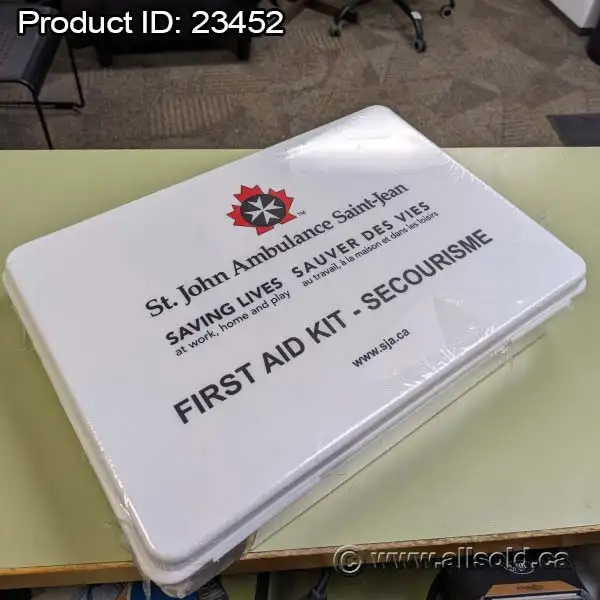 Product ID: 23452
St. John Ambulance Saint-Jean
TM
SAVING LIVES SAUVER DES VIES
at work, home and play au travail, à la maison et dans les loisirs
FIRST AID KIT - SECOURISME
www.sja.ca
© www.allsold.ca